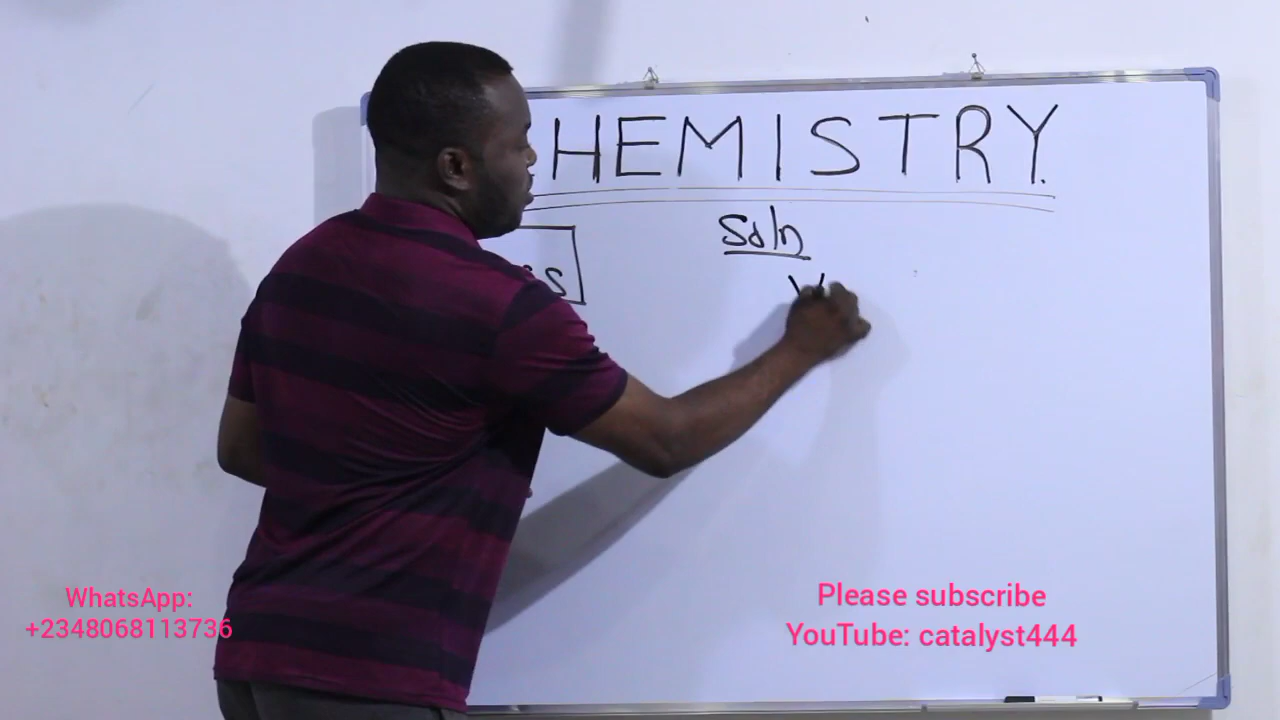 HEMISTRY.
Soln
WhatsApp:
+2348068113736
Please subscribe
YouTube: catalyst444